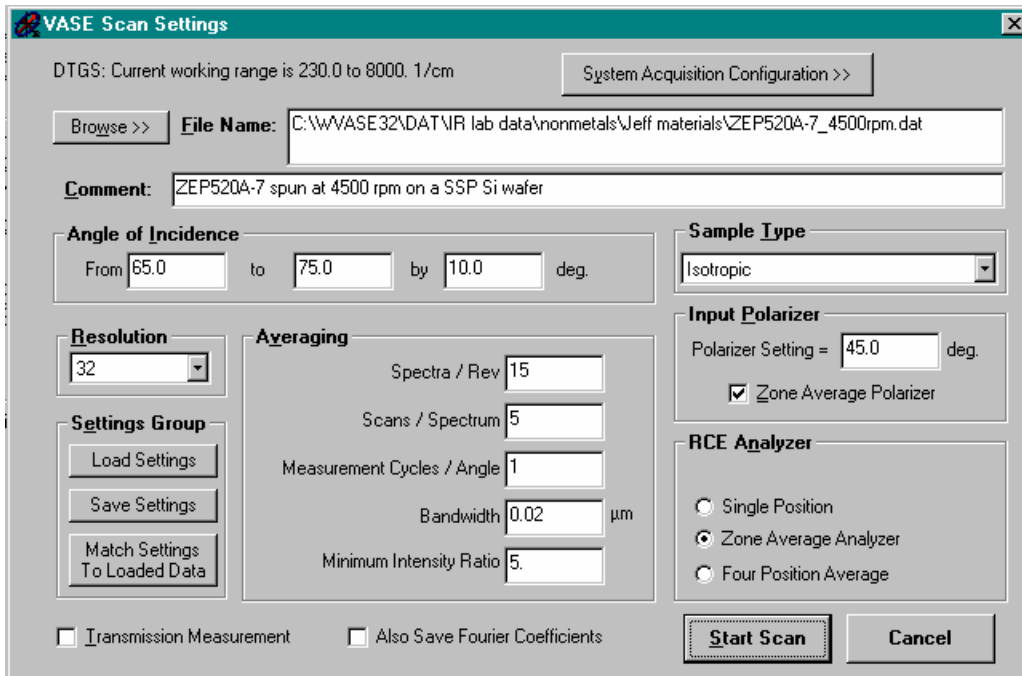 VASE Scan Settings
DTGS: Current working range is 230.0 to 8000. 1/cm
System Acquisition Configuration >>
Browse >>
File Name:
C:\WVASE32\DAT\IR lab data\nonmetals\Jeff materials\ZEP520A-7_4500rpm.dat
Comment:
ZEP520A-7 spun at 4500 rpm on a SSP Si wafer
Angle of Incidence
From 65.0 to 75.0 by 10.0 deg.
Sample Type
Isotropic
Resolution
32
Averaging
Spectra / Rev 15
Scans / Spectrum 5
Measurement Cycles / Angle 1
Bandwidth 0.02 µm
Minimum Intensity Ratio 5.
Input Polarizer
Polarizer Setting = 45.0 deg.
Zone Average Polarizer
Settings Group
Load Settings
Save Settings
Match Settings
To Loaded Data
RCE Analyzer
Single Position
Zone Average Analyzer
Four Position Average
Transmission Measurement
Also Save Fourier Coefficients
Start Scan
Cancel